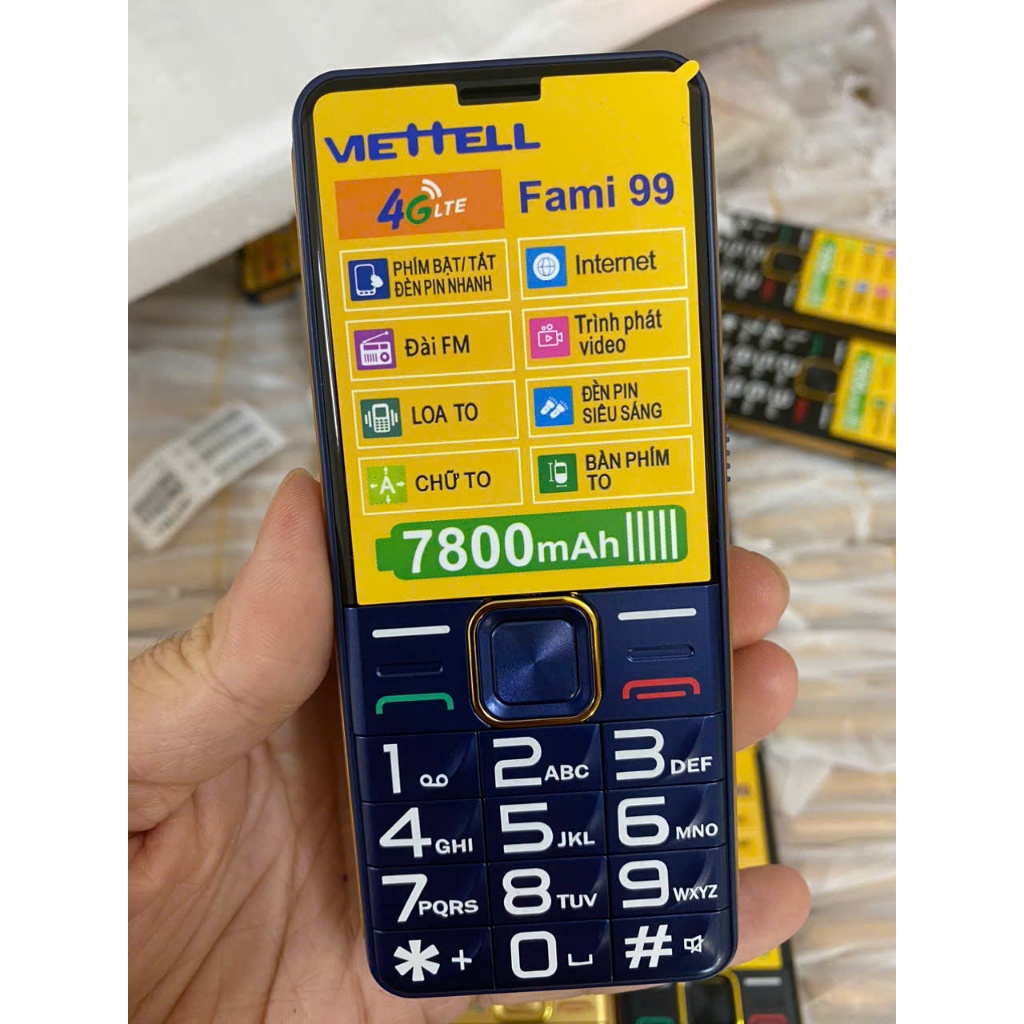 VIETTELL
4G LTE
Fami 99
PHÍM BẬT/ TẮT
ĐÈN PIN NHANH
Internet
Đài FM
Trình phát
video
LOA TO
ĐÈN PIN
SIÊU SÁNG
A
CHỮ TO
BÀN PHÍM
TO
7800mAh
1
2 ABC
3 DEF
4 GHI
5 JKL
6 MNO
7 PQRS
8 TUV
9 WXYZ
* +
0
#